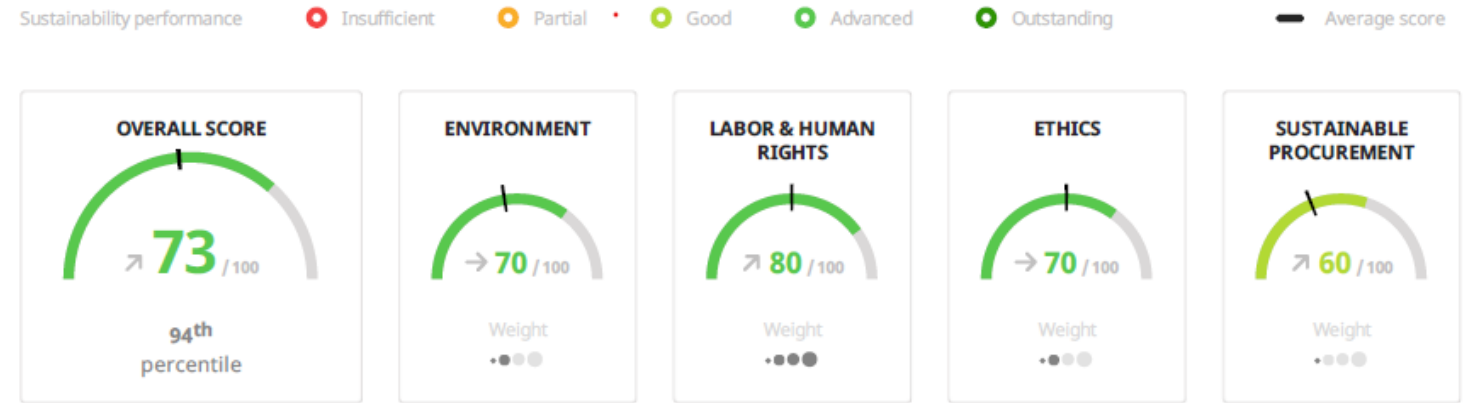 Sustainability performance Insufficient Partial Good Advanced Outstanding Average score
OVERALL SCORE
73 / 100
94th
percentile
ENVIRONMENT
70 / 100
Weight
LABOR & HUMAN
RIGHTS
80 / 100
Weight
ETHICS
70 / 100
Weight
SUSTAINABLE
PROCUREMENT
60 / 100
Weight